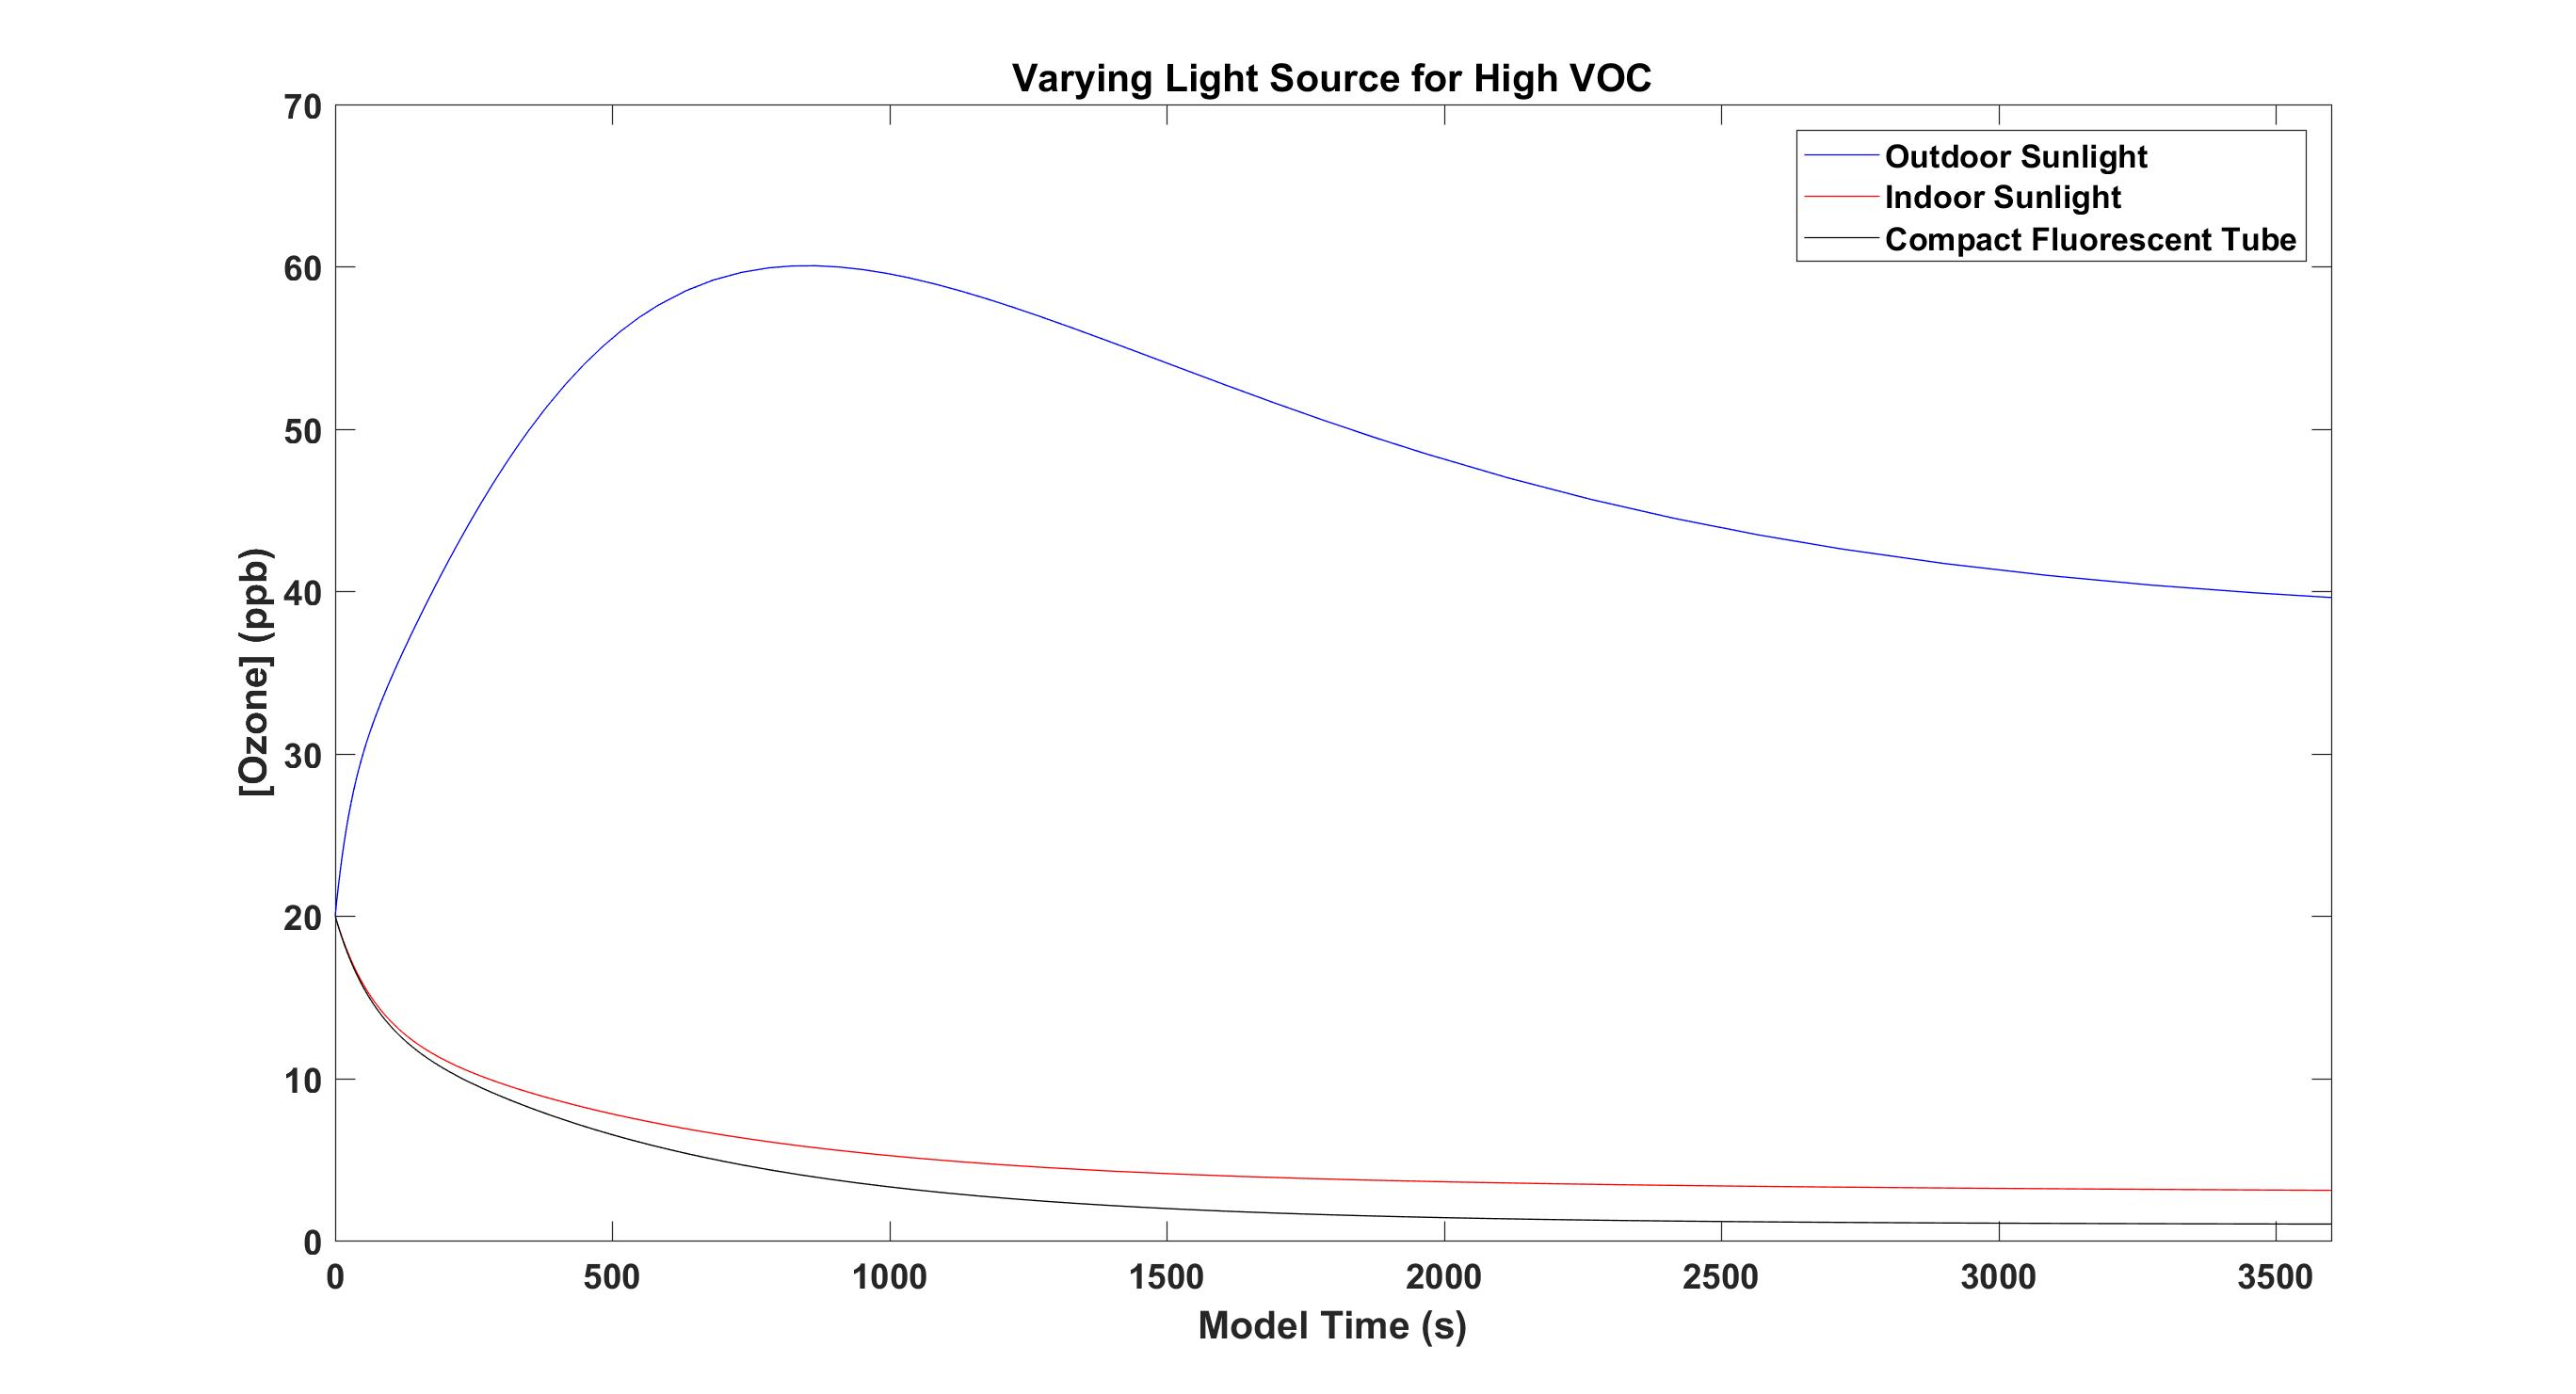 Varying Light Source for High VOC
70
60
50
40
30
20
10
0
[Ozone] (ppb)
Outdoor Sunlight
Indoor Sunlight
Compact Fluorescent Tube
0 500 1000 1500 2000 2500 3000 3500
Model Time (s)